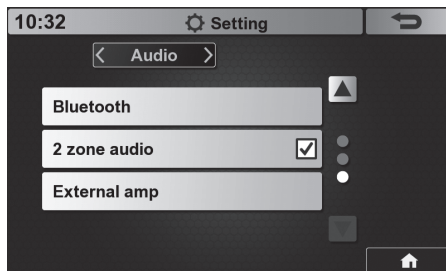 10:32 Setting
Audio
Bluetooth
2 zone audio
External amp